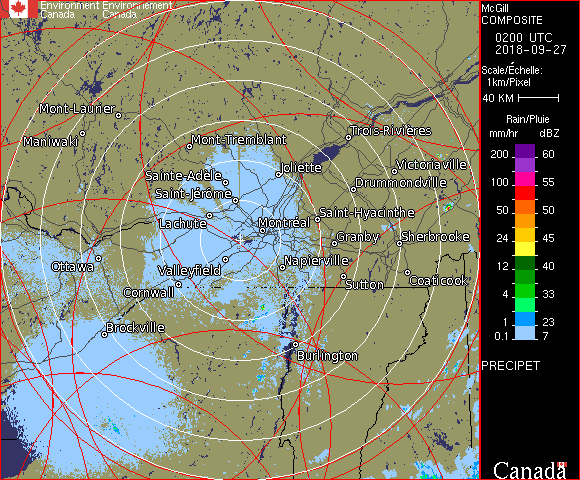 Environment Environnement
Canada Canada
McGill
COMPOSITE
0200 UTC
2018-09-27
Scale/Échelle:
1km/Pixel
40 KM
Rain/Pluie
mm/hr dBZ
200 60
100 55
50 50
24 45
12 40
4 33
1 23
0.1 7
PRECIPET
Canada
Mont-Laurier
Maniwaki
Mont-Tremblant
Trois-Rivières
Joliette
Victoriaville
Sainte-Adèle
Drummondville
Saint-Jérôme
Saint-Hyacinthe
Lachute
Montréal
Granby
Sherbrooke
Ottawa
Valleyfield
Napierville
Cornwall
Sutton
Coaticook
Brockville
Burlington